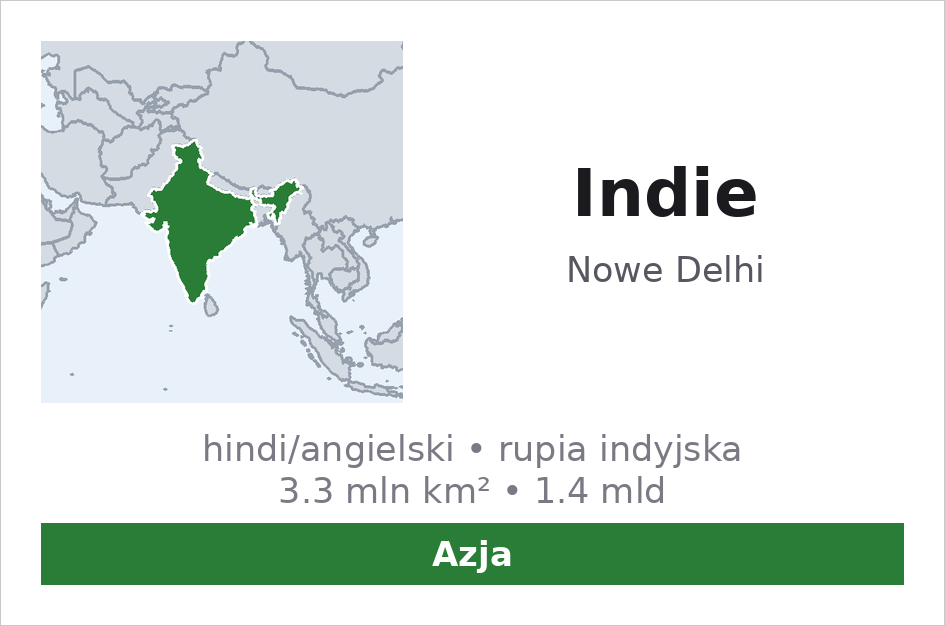 Indie
Nowe Delhi
hindi/angielski • rupia indyjska
3.3 mln km² • 1.4 mld
Azja